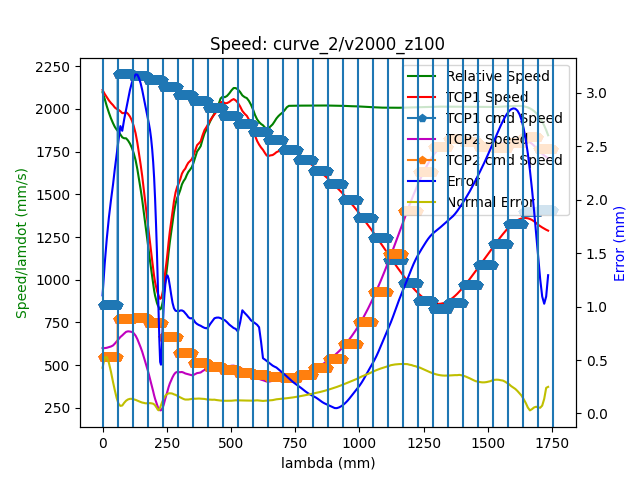 Speed: curve_2/v2000_z100
2250
2000
1750
1500
1250
1000
750
500
250
Speed/lamdot (mm/s)
Relative Speed
TCP1 Speed
TCP1 cmd Speed
TCP2 Speed
TCP2 cmd Speed
Error
Normal Error
3.0
2.5
2.0
1.5
1.0
0.5
0.0
Error (mm)
0 250 500 750 1000 1250 1500 1750
lambda (mm)